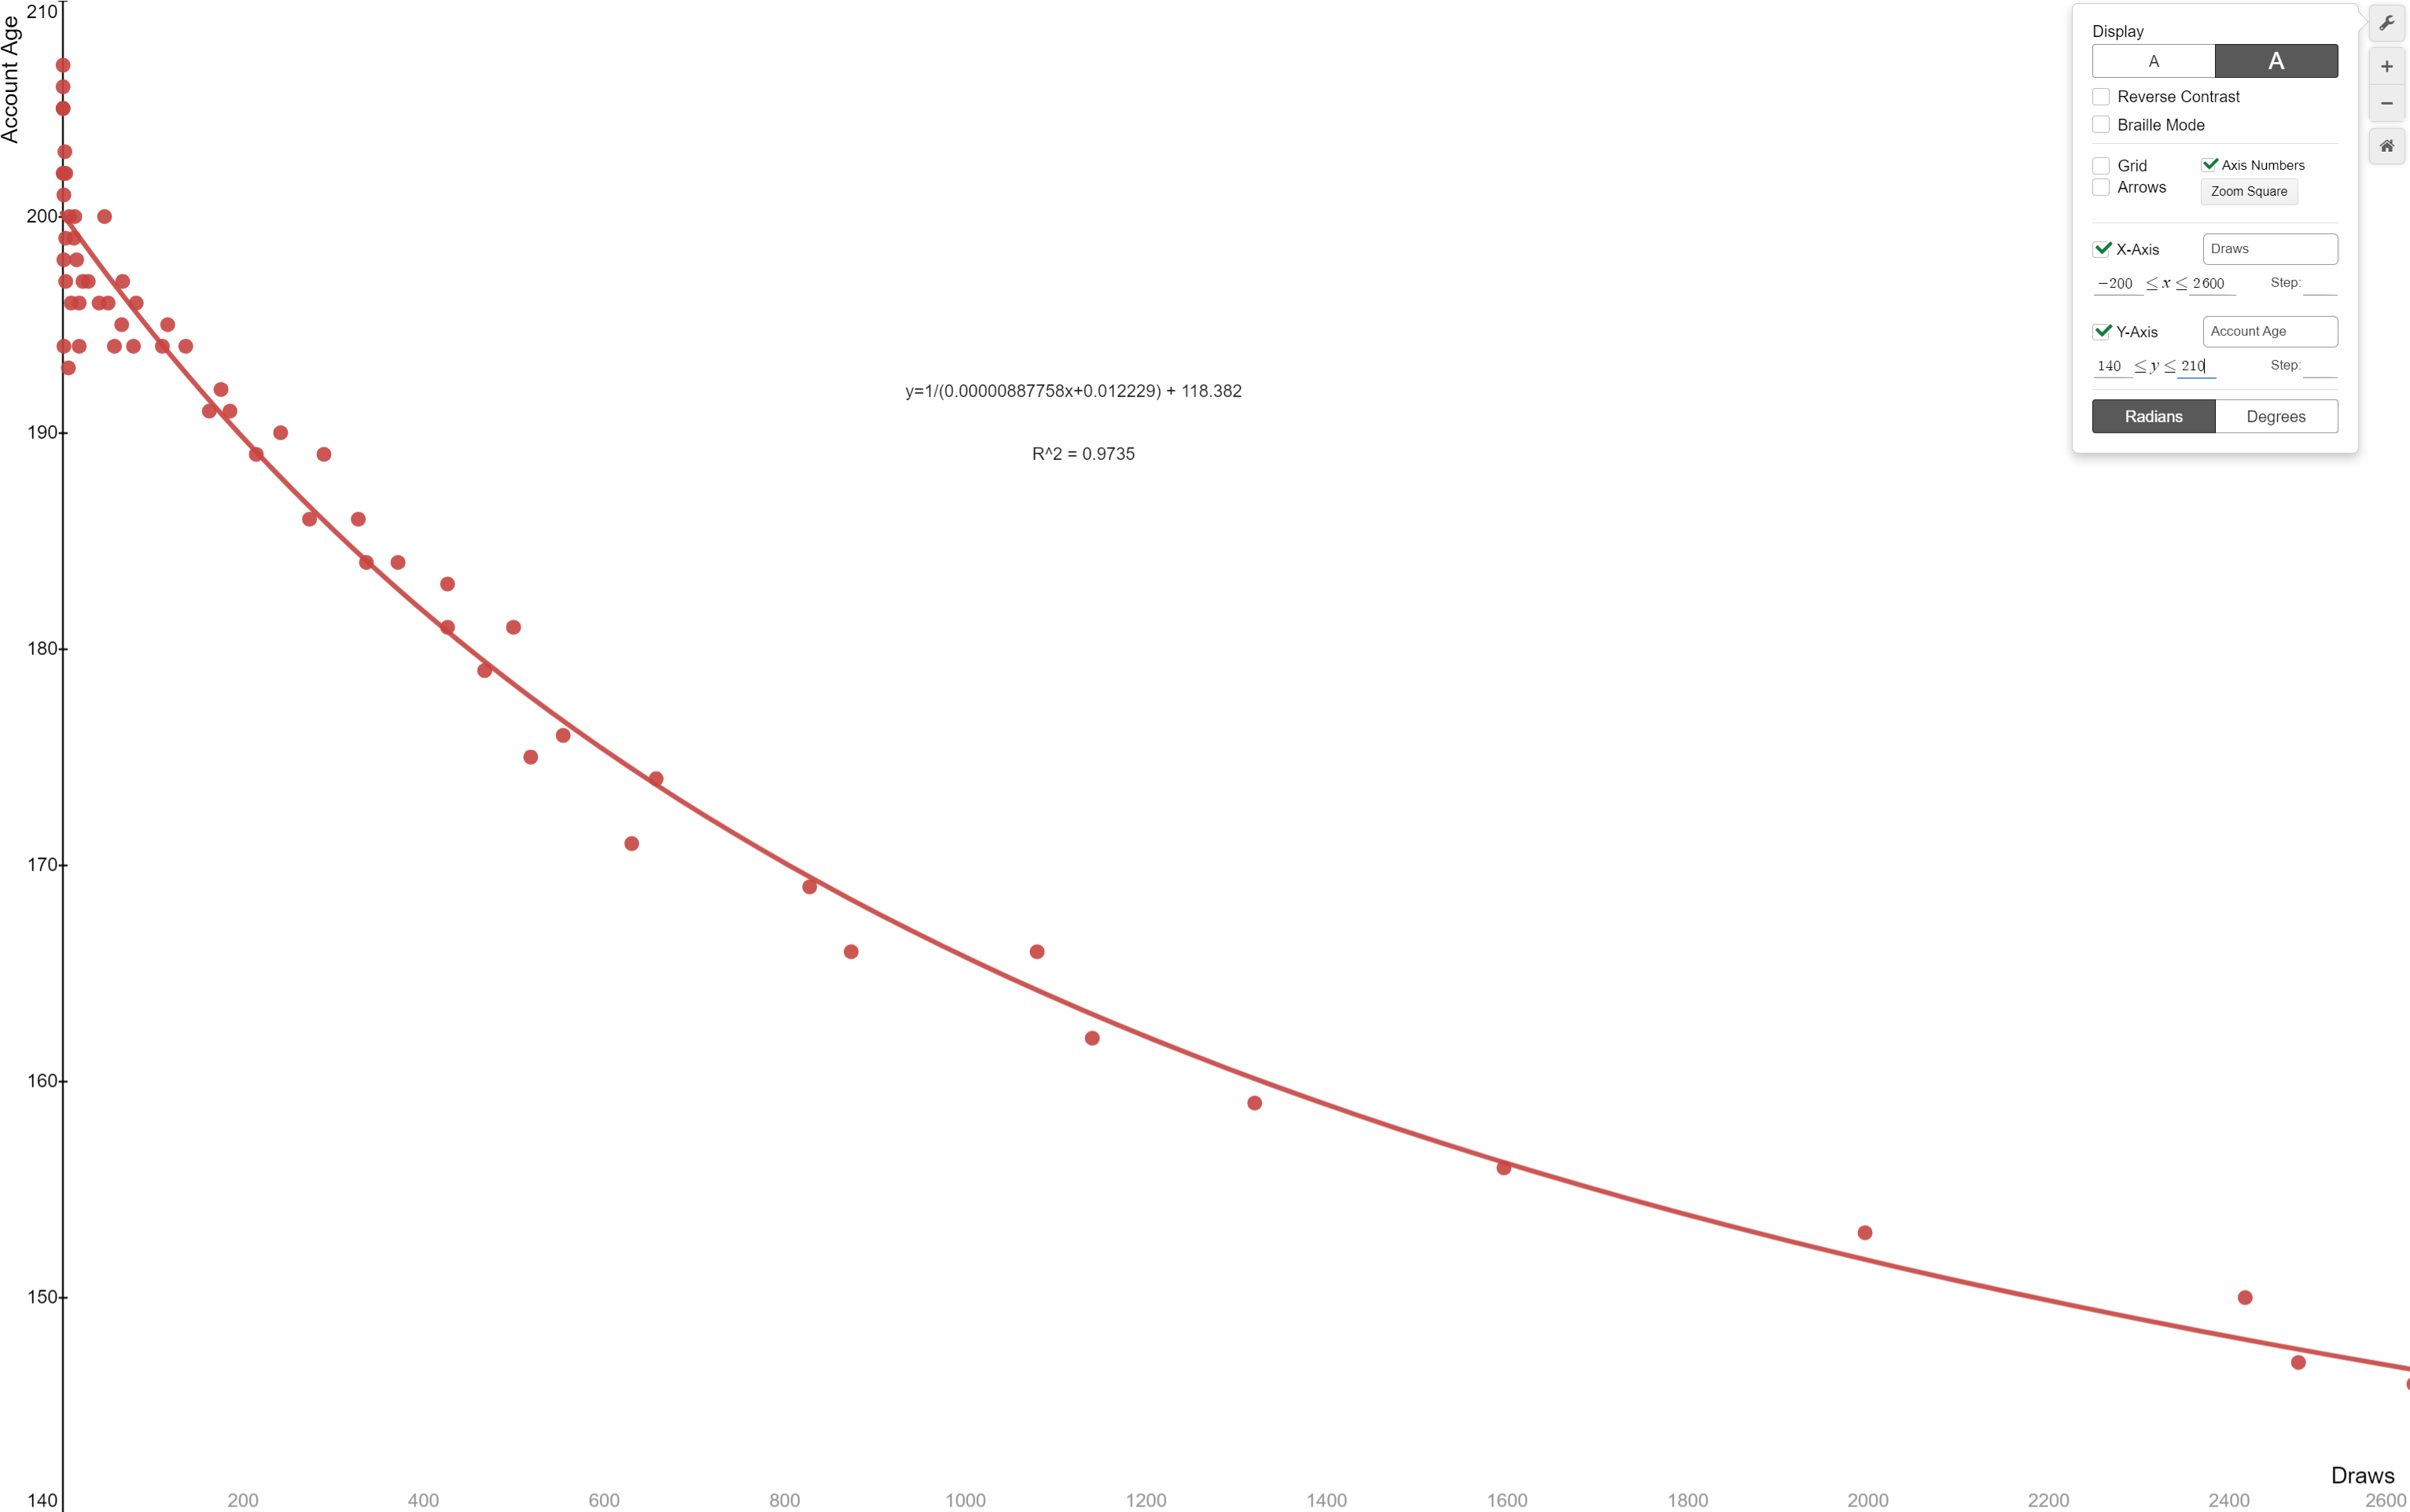 Account Age
210
200
190
180
170
160
150
140
200 400 600 800 1000 1200 1400 1600 1800 2000 2200 2400 2600
Draws
y=1/(0.00000887758x+0.012229) + 118.382
R^2 = 0.9735
Display
A A
Reverse Contrast
Braille Mode
Grid Axis Numbers
Arrows Zoom Square
X-Axis Draws
−200 ≤ x ≤ 2600 Step:
Y-Axis Account Age
140 ≤ y ≤ 210 Step:
Radians Degrees
+
−